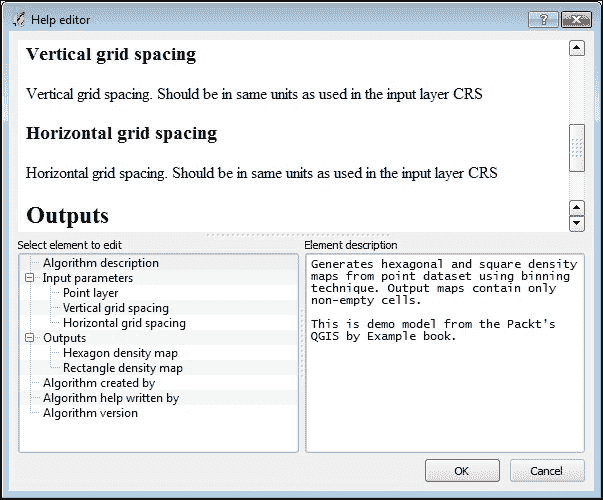 Help editor
Vertical grid spacing
Vertical grid spacing. Should be in same units as used in the input layer CRS
Horizontal grid spacing
Horizontal grid spacing. Should be in same units as used in the input layer CRS
Outputs
Select element to edit
Algorithm description
Input parameters
Point layer
Vertical grid spacing
Horizontal grid spacing
Outputs
Hexagon density map
Rectangle density map
Algorithm created by
Algorithm help written by
Algorithm version
Element description
Generates hexagonal and square density
maps from point dataset using binning
technique. Output maps contain only
non-empty cells.
This is demo model from the Packt's
QGIS by Example book.
OK
Cancel